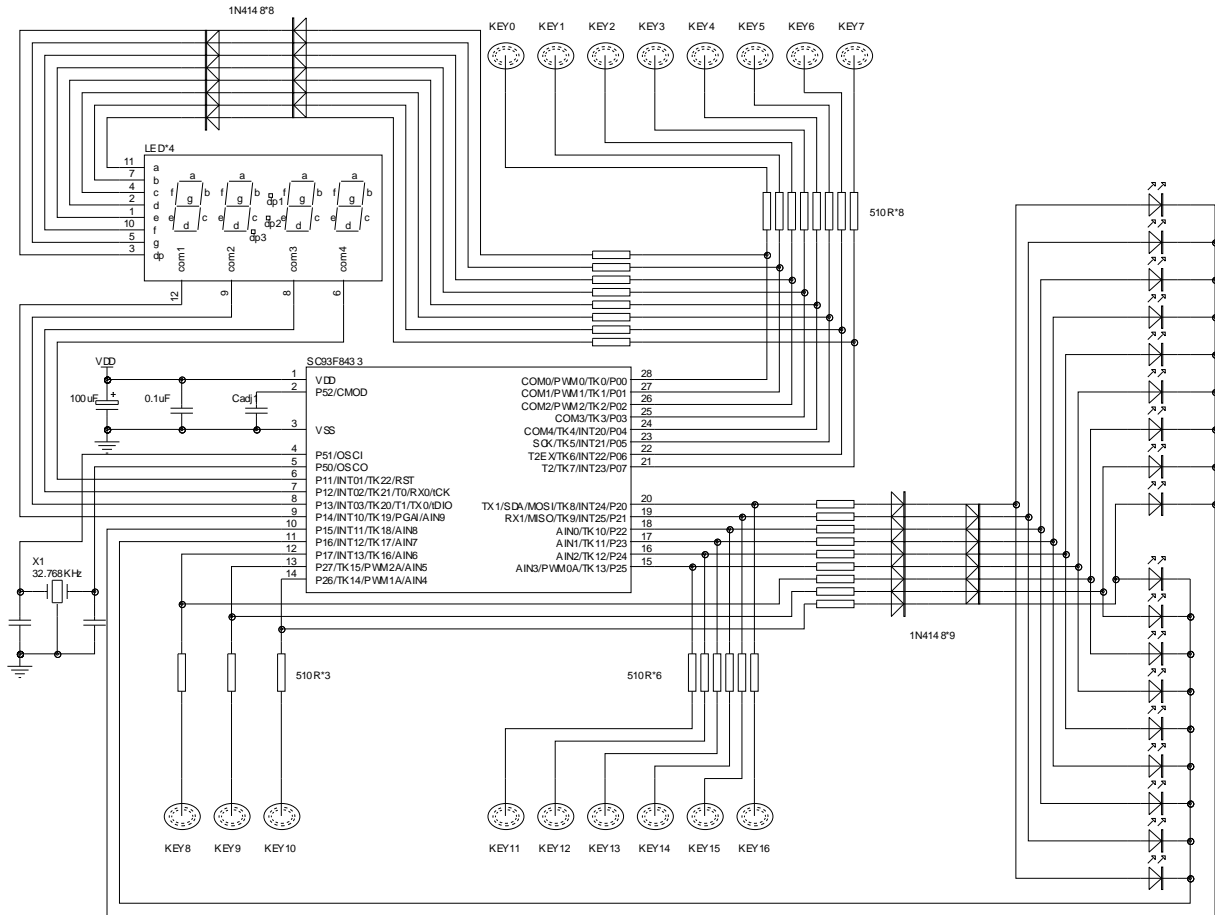 1N4148*8
KEY0 KEY1 KEY2 KEY3 KEY4 KEY5 KEY6 KEY7
LED*4
11 a
7 b
4 c
2 d
1 e
10 f
5 g
3 dp
a a a a
f b f b f b f b
g g g g
e c e c e c e c
d d d d
dp1
dp2
dp3
com1 com2 com3 com4
12 9 8 6
510R*8
SC93F8433
VDD
100uF
+
0.1uF
Cadj1
1 VDD
2 P52/CMOD
3 VSS
4 P51/OSCI
5 P50/OSCO
6 P11/INT01/TK22/RST
7 P12/INT02/TK21/T0/RX0/tCK
8 P13/INT03/TK20/T1/TX0/tDIO
9 P14/INT10/TK19/PGAI/AIN9
10 P15/INT11/TK18/AIN8
11 P16/INT12/TK17/AIN7
12 P17/INT13/TK16/AIN6
13 P27/TK15/PWM2A/AIN5
14 P26/TK14/PWM1A/AIN4
COM0/PWM0/TK0/P00 28
COM1/PWM1/TK1/P01 27
COM2/PWM2/TK2/P02 26
COM3/TK3/P03 25
COM4/TK4/INT20/P04 24
SCK/TK5/INT21/P05 23
T2EX/TK6/INT22/P06 22
T2/TK7/INT23/P07 21
TX1/SDA/MOSI/TK8/INT24/P20 20
RX1/MISO/TK9/INT25/P21 19
AIN0/TK10/P22 18
AIN1/TK11/P23 17
AIN2/TK12/P24 16
AIN3/PWM0A/TK13/P25 15
X1
32.768KHz
1N4148*9
510R*3
510R*6
KEY8 KEY9 KEY10 KEY11 KEY12 KEY13 KEY14 KEY15 KEY16